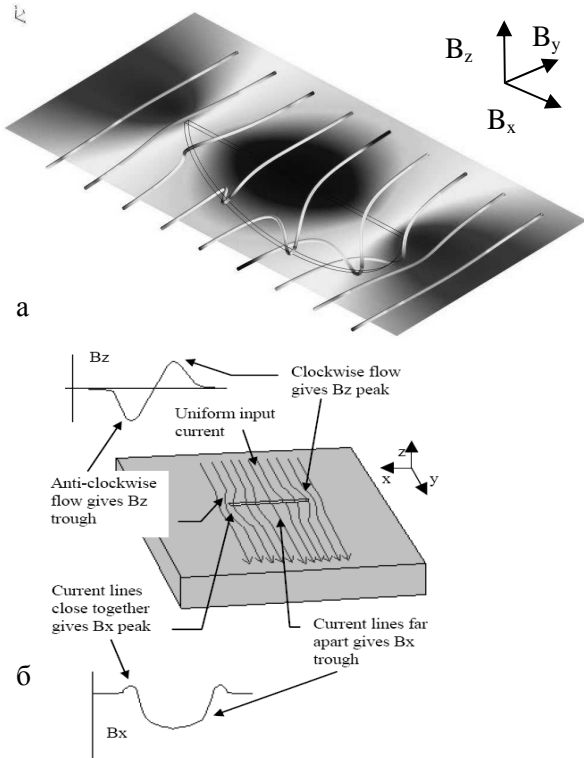 Bz
By
Bx
а
Bz
Clockwise flow
gives Bz peak
Uniform input
current
Anti-clockwise
flow gives Bz
trough
z
x
y
Current lines
close together
gives Bx peak
Current lines far
apart gives Bx
trough
б
Bx